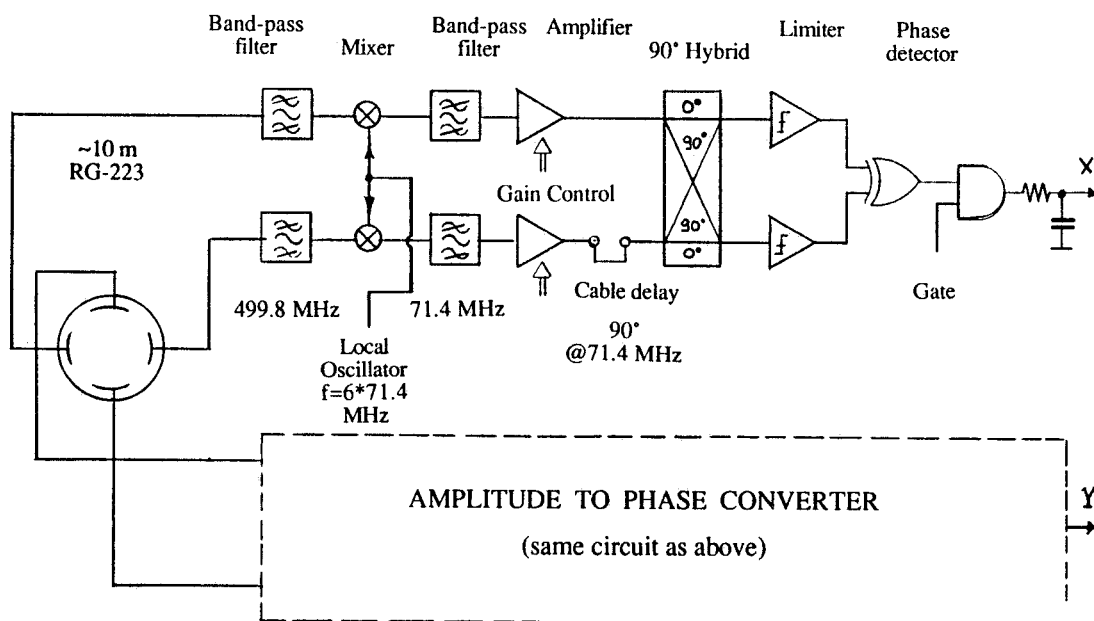 Band-pass
filter
Mixer
Band-pass
filter
Amplifier
90° Hybrid
Limiter
Phase
detector
~10 m
RG-223
0°
90°
90°
0°
Gain Control
X
Gate
499.8 MHz
71.4 MHz
Cable delay
90°
@71.4 MHz
Local
Oscillator
f=6*71.4
MHz
AMPLITUDE TO PHASE CONVERTER
(same circuit as above)
Y